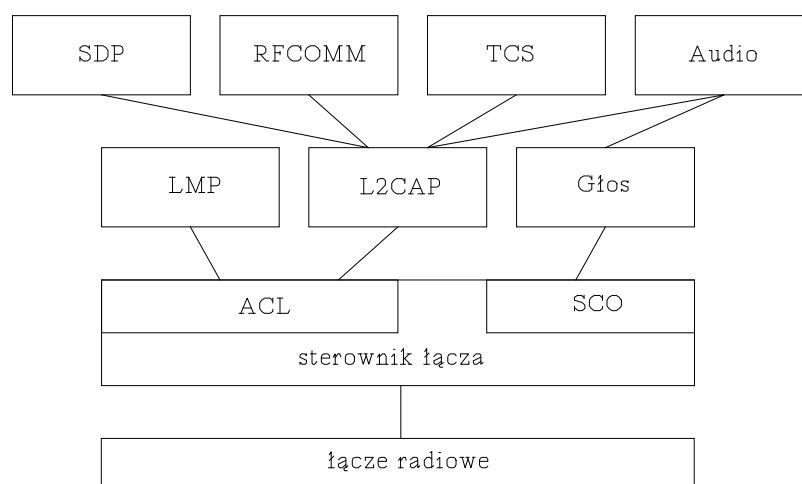 SDP
RFCOMM
TCS
Audio
LMP
L2CAP
Głos
ACL
SCO
sterownik łącza
łącze radiowe